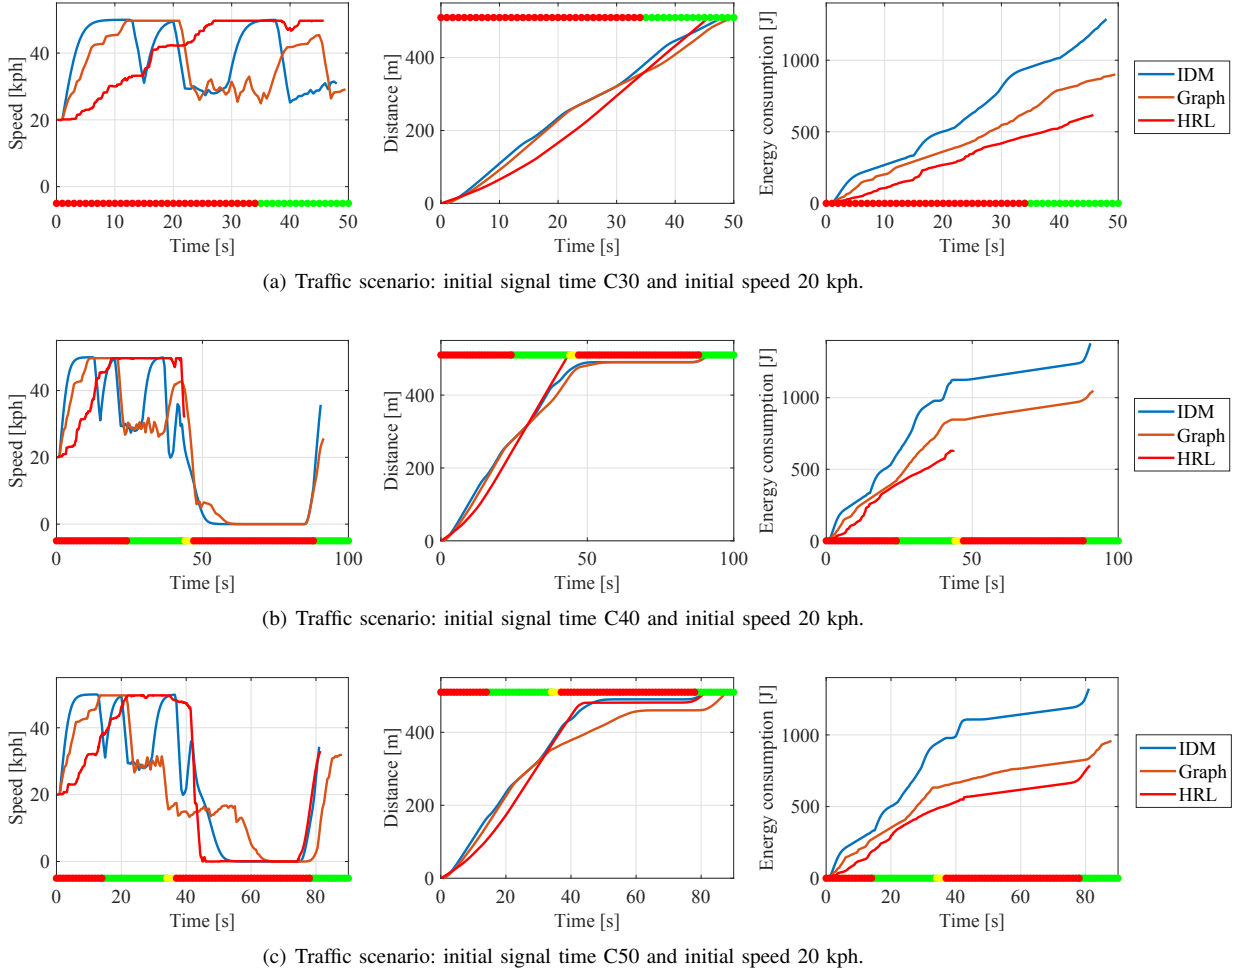 Speed [kph]
40
20
0
0
10
20
30
40
50
Time [s]
Distance [m]
400
200
0
0
10
20
30
40
50
Time [s]
Energy consumption [J]
1000
500
0
0
10
20
30
40
50
Time [s]
IDM
Graph
HRL
(a) Traffic scenario: initial signal time C30 and initial speed 20 kph.
Speed [kph]
40
20
0
0
50
100
Time [s]
Distance [m]
400
200
0
0
50
100
Time [s]
Energy consumption [J]
1000
500
0
0
50
100
Time [s]
IDM
Graph
HRL
(b) Traffic scenario: initial signal time C40 and initial speed 20 kph.
Speed [kph]
40
20
0
0
20
40
60
80
Time [s]
Distance [m]
400
200
0
0
20
40
60
80
Time [s]
Energy consumption [J]
1000
500
0
0
20
40
60
80
Time [s]
IDM
Graph
HRL
(c) Traffic scenario: initial signal time C50 and initial speed 20 kph.